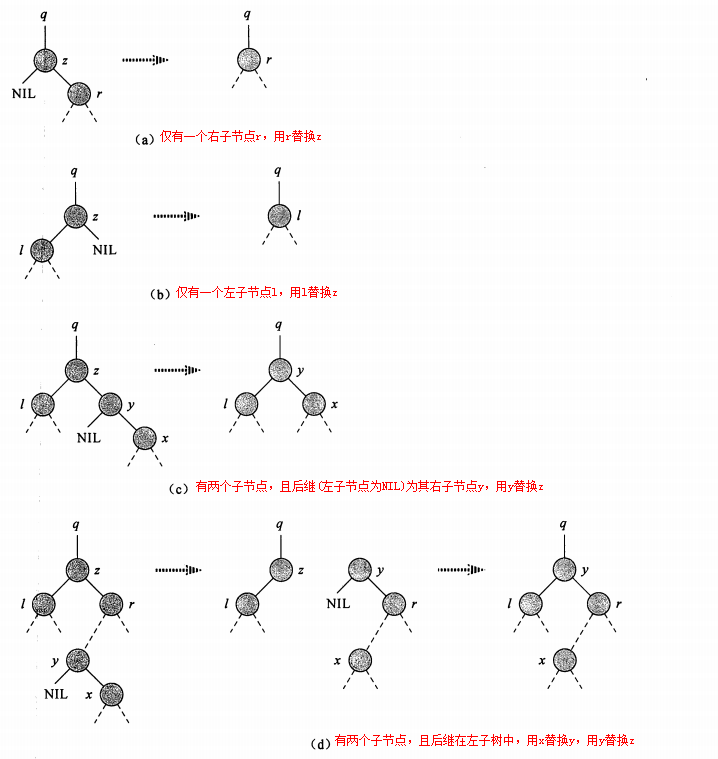 q q
z r
NIL r
(a) 仅有一个右子节点r，用r替换z
q q
z l
l NIL
(b) 仅有一个左子节点l，用l替换z
q q
z y
l y l x
NIL x
(c) 有两个子节点，且后继(左子节点为NIL)为其右子节点y，用y替换z
q q q
z z y y
l r l NIL r l r
y x x
NIL x
(d) 有两个子节点，且后继在左子树中，用x替换y，用y替换z